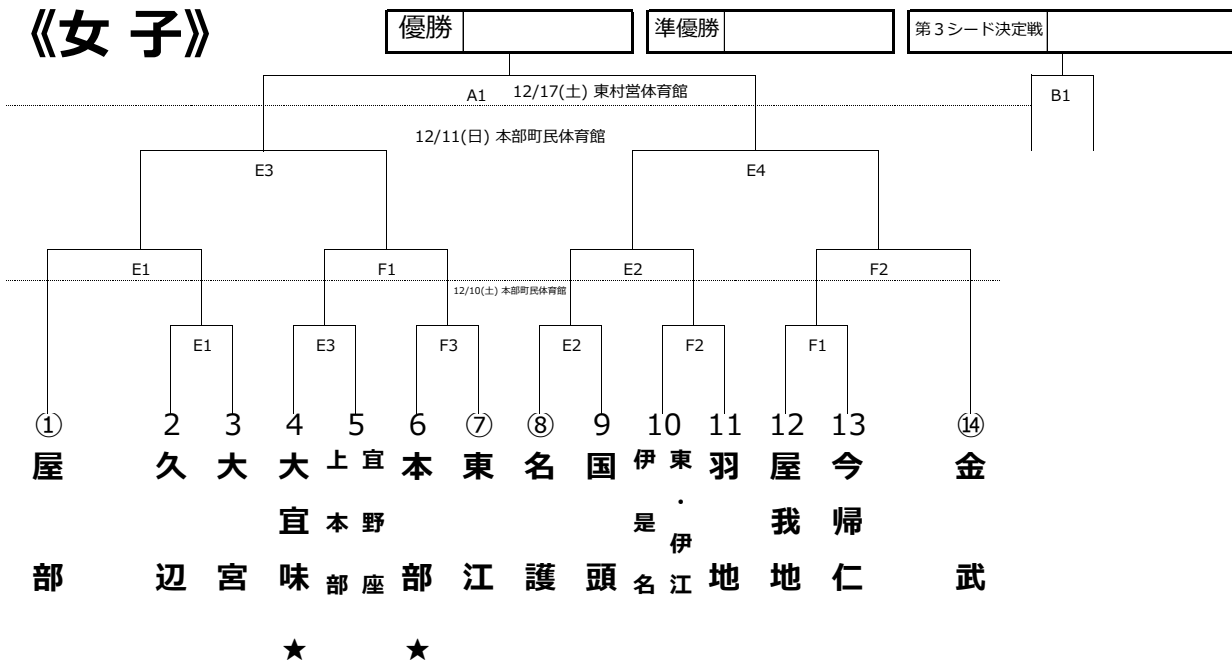 《女 子》
優勝
準優勝
第３シード決定戦
A1 12/17(土) 東村営体育館
B1
12/11(日) 本部町民体育館
E3 E4
E1 F1 E2 F2
12/10(土) 本部町民体育館
E1 E3 F3 E2 F2 F1
① 2 3 4 5 6 ⑦ ⑧ 9 10 11 12 13 ⑭
屋部
久辺
大宮
大宜味
上本部
宜野座
本部
東江
名護
国頭
伊是名
東・伊江
羽地
屋我地
今帰仁
金武
★ ★